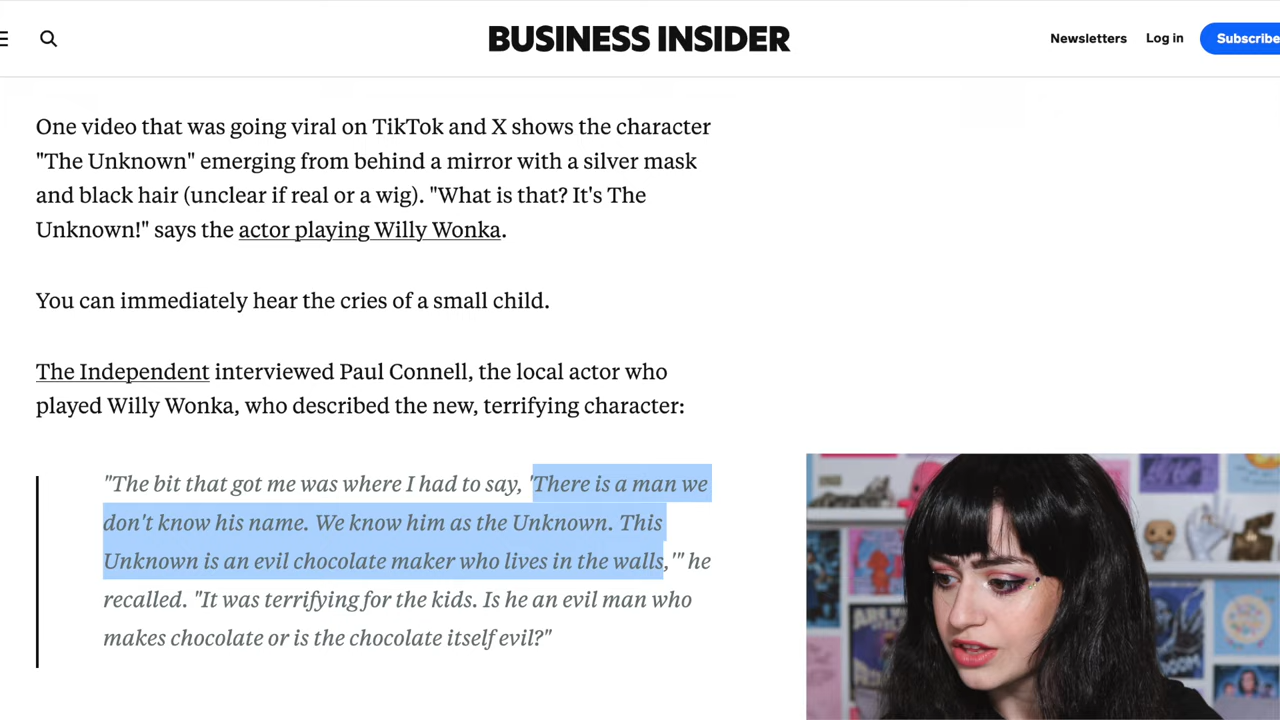 BUSINESS INSIDER
Newsletters Log in Subscribe
One video that was going viral on TikTok and X shows the character
"The Unknown" emerging from behind a mirror with a silver mask
and black hair (unclear if real or a wig). "What is that? It's The
Unknown!" says the actor playing Willy Wonka.
You can immediately hear the cries of a small child.
The Independent interviewed Paul Connell, the local actor who
played Willy Wonka, who described the new, terrifying character:
"The bit that got me was where I had to say, 'There is a man we
don't know his name. We know him as the Unknown. This
Unknown is an evil chocolate maker who lives in the walls,'" he
recalled. "It was terrifying for the kids. Is he an evil man who
makes chocolate or is the chocolate itself evil?"